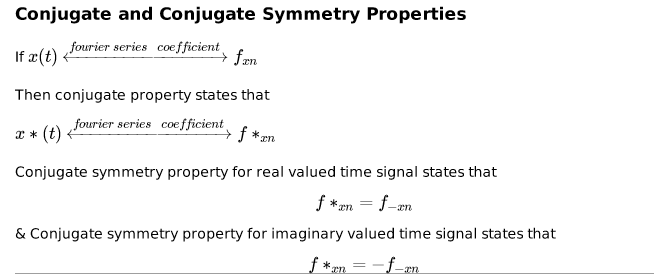 Conjugate and Conjugate Symmetry Properties
If x(t) ←fourier series coefficient→ f_{xn}
Then conjugate property states that
x ∗ (t) ←fourier series coefficient→ f ∗_{xn}
Conjugate symmetry property for real valued time signal states that
f ∗_{xn} = f_{−xn}
& Conjugate symmetry property for imaginary valued time signal states that
f ∗_{xn} = −f_{−xn}